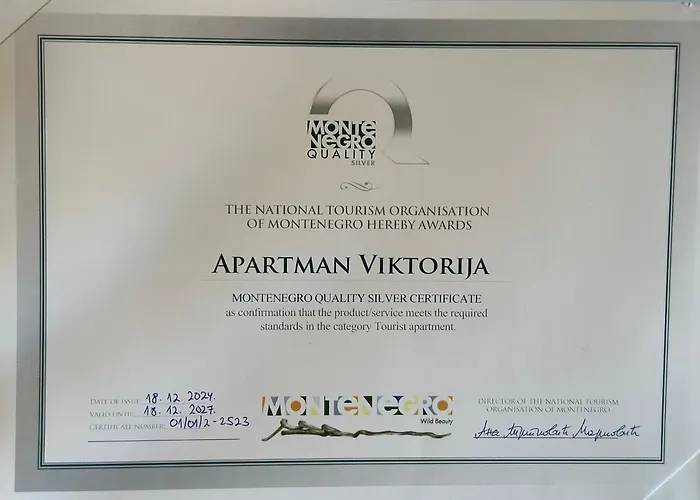 MONTE
NEGRO
QUALITY
SILVER
THE NATIONAL TOURISM ORGANISATION
OF MONTENEGRO HEREBY AWARDS
APARTMAN VIKTORIJA
MONTENEGRO QUALITY SILVER CERTIFICATE
as confirmation that the product/service meets the required
standards in the category Tourist apartment.
DATE OF ISSUE: 18.12.2024.
VALID UNTIL: 18.12.2027.
CERTIFICATE NUMBER: 01/01/2-2523
MONTENEGRO
Wild Beauty
DIRECTOR OF THE NATIONAL TOURISM
ORGANISATION OF MONTENEGRO